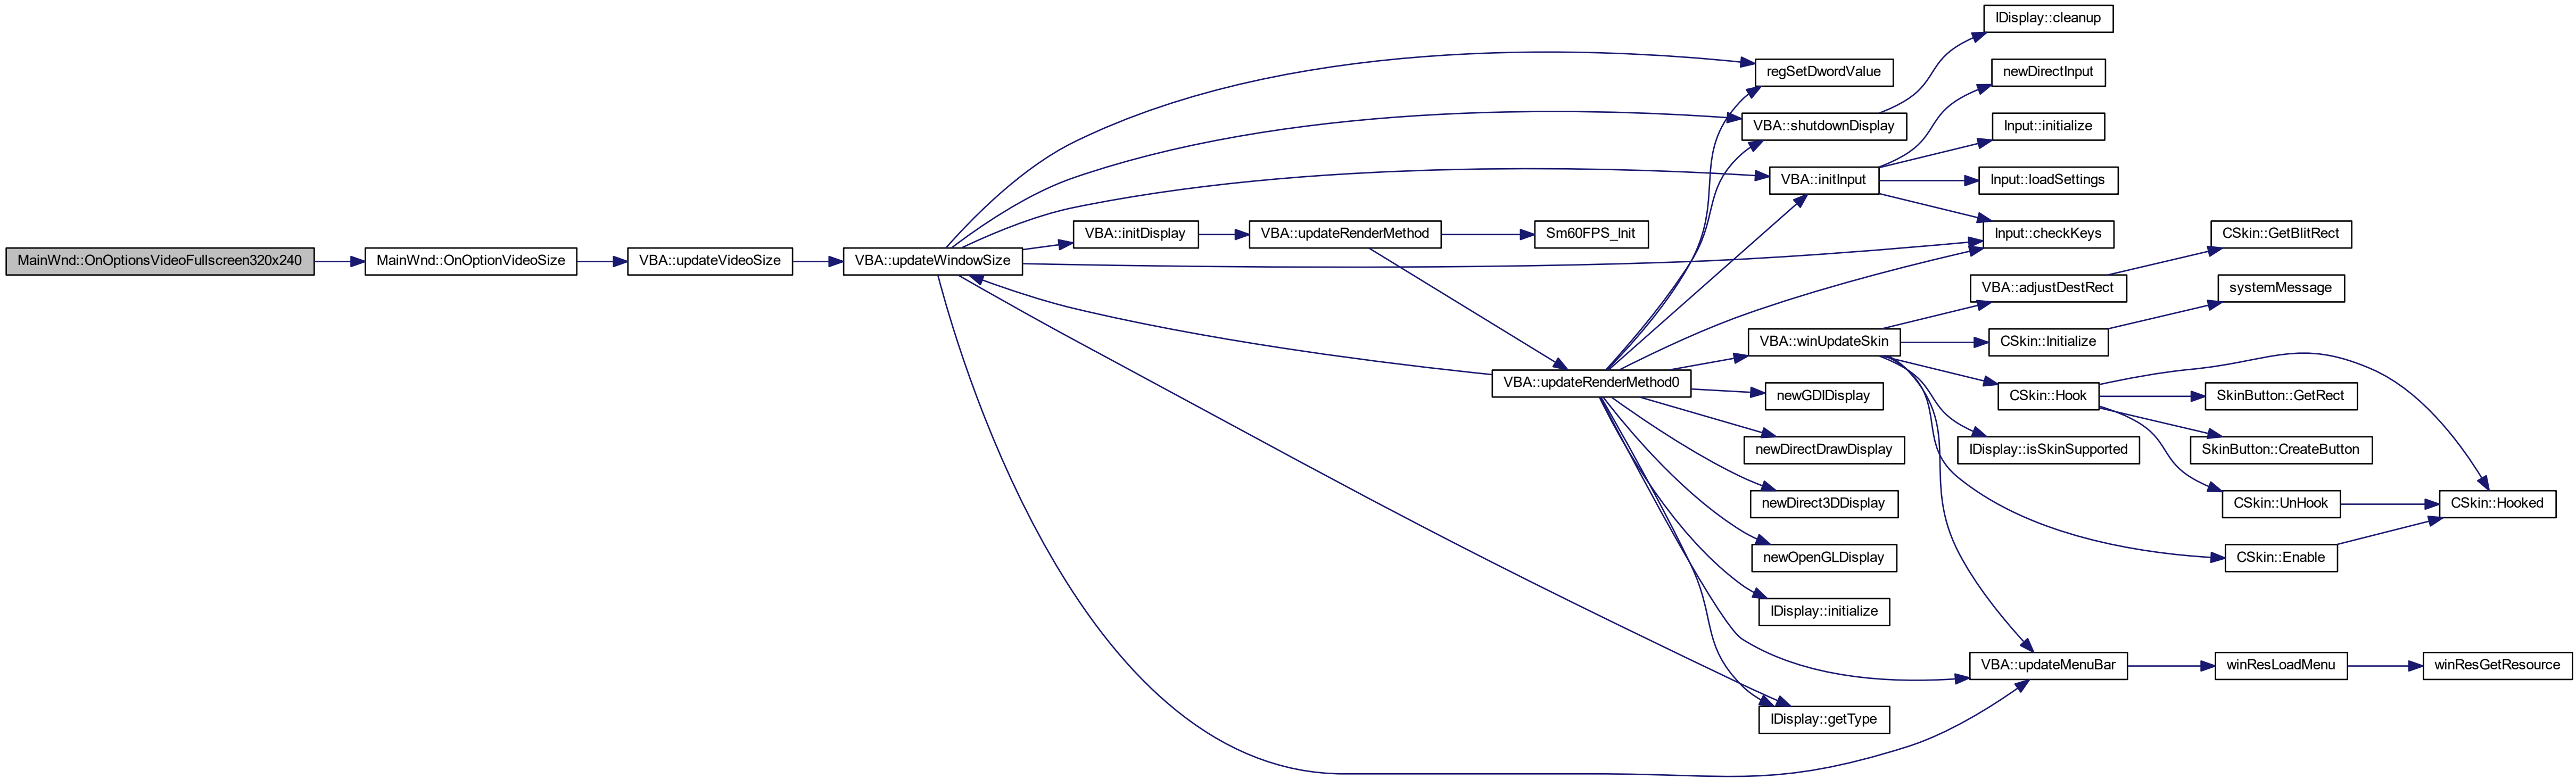 MainWnd::OnOptionsVideoFullscreen320x240
MainWnd::OnOptionVideoSize
VBA::updateVideoSize
VBA::updateWindowSize
VBA::initDisplay
VBA::updateRenderMethod
Sm60FPS_Init
VBA::updateRenderMethod0
regSetDwordValue
VBA::shutdownDisplay
VBA::initInput
VBA::winUpdateSkin
newGDIDisplay
newDirectDrawDisplay
newDirect3DDisplay
newOpenGLDisplay
IDisplay::initialize
IDisplay::getType
IDisplay::cleanup
newDirectInput
Input::initialize
Input::loadSettings
Input::checkKeys
VBA::adjustDestRect
CSkin::Initialize
CSkin::Hook
IDisplay::isSkinSupported
VBA::updateMenuBar
CSkin::GetBlitRect
systemMessage
SkinButton::GetRect
SkinButton::CreateButton
CSkin::UnHook
CSkin::Enable
winResLoadMenu
CSkin::Hooked
winResGetResource